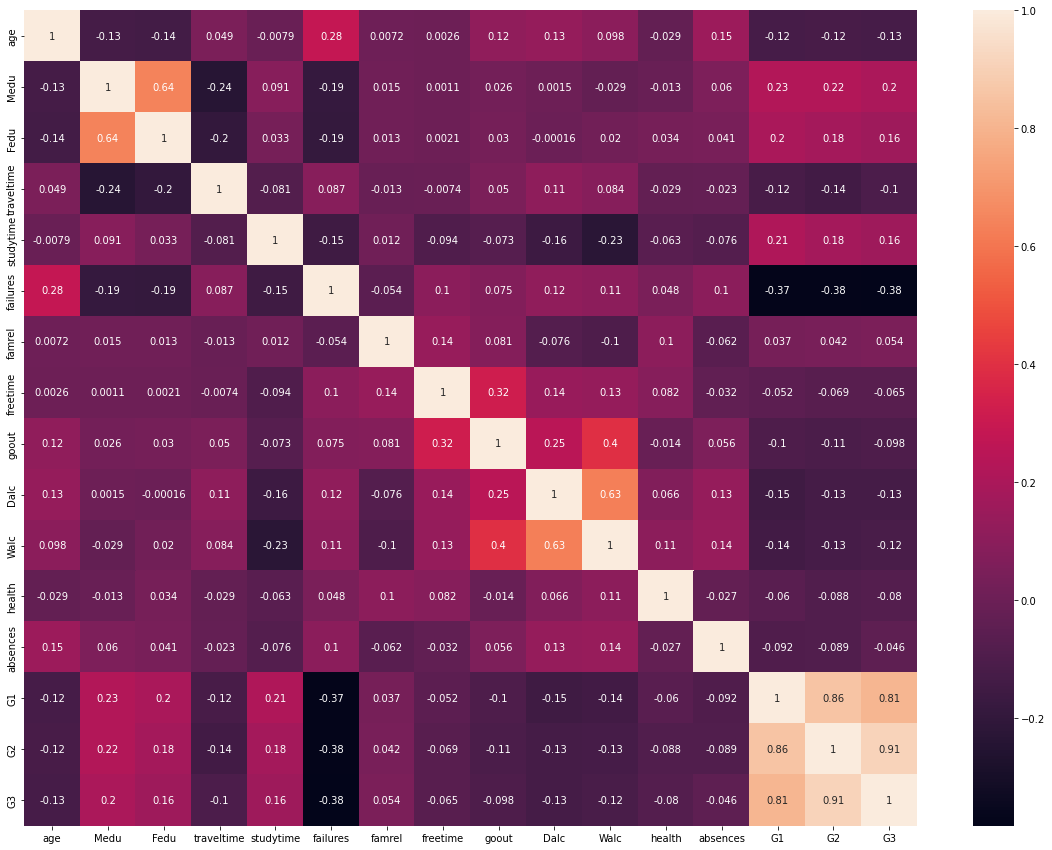 age 1 -0.13 -0.14 0.049 -0.0079 0.28 0.0072 0.0026 0.12 0.13 0.098 -0.029 0.15 -0.12 -0.12 -0.13
Medu -0.13 1 0.64 -0.24 0.091 -0.19 0.015 0.0011 0.026 0.0015 -0.029 -0.013 0.06 0.23 0.22 0.2
Fedu -0.14 0.64 1 -0.2 0.033 -0.19 0.013 0.0021 0.03 -0.00016 0.02 0.034 0.041 0.2 0.18 0.16
traveltime 0.049 -0.24 -0.2 1 -0.081 0.087 -0.013 -0.0074 0.05 0.11 0.084 -0.029 -0.023 -0.12 -0.14 -0.1
studytime -0.0079 0.091 0.033 -0.081 1 -0.15 0.012 -0.094 -0.073 -0.16 -0.23 -0.063 -0.076 0.21 0.18 0.16
failures 0.28 -0.19 -0.19 0.087 -0.15 1 -0.054 0.1 0.075 0.12 0.11 0.048 0.1 -0.37 -0.38 -0.38
famrel 0.0072 0.015 0.013 -0.013 0.012 -0.054 1 0.14 0.081 -0.076 -0.1 0.1 -0.062 0.037 0.042 0.054
freetime 0.0026 0.0011 0.0021 -0.0074 -0.094 0.1 0.14 1 0.32 0.14 0.13 0.082 -0.032 -0.052 -0.069 -0.065
goout 0.12 0.026 0.03 0.05 -0.073 0.075 0.081 0.32 1 0.25 0.4 -0.014 0.056 -0.1 -0.11 -0.098
Dalc 0.13 0.0015 -0.00016 0.11 -0.16 0.12 -0.076 0.14 0.25 1 0.63 0.066 0.13 -0.15 -0.13 -0.13
Walc 0.098 -0.029 0.02 0.084 -0.23 0.11 -0.1 0.13 0.4 0.63 1 0.11 0.14 -0.14 -0.13 -0.12
health -0.029 -0.013 0.034 -0.029 -0.063 0.048 0.1 0.082 -0.014 0.066 0.11 1 -0.027 -0.06 -0.088 -0.08
absences 0.15 0.06 0.041 -0.023 -0.076 0.1 -0.062 -0.032 0.056 0.13 0.14 -0.027 1 -0.092 -0.089 -0.046
G1 -0.12 0.23 0.2 -0.12 0.21 -0.37 0.037 -0.052 -0.1 -0.15 -0.14 -0.06 -0.092 1 0.86 0.81
G2 -0.12 0.22 0.18 -0.14 0.18 -0.38 0.042 -0.069 -0.11 -0.13 -0.13 -0.088 -0.089 0.86 1 0.91
G3 -0.13 0.2 0.16 -0.1 0.16 -0.38 0.054 -0.065 -0.098 -0.13 -0.12 -0.08 -0.046 0.81 0.91 1
age Medu Fedu traveltime studytime failures famrel freetime goout Dalc Walc health absences G1 G2 G3
1.0
0.8
0.6
0.4
0.2
0.0
−0.2